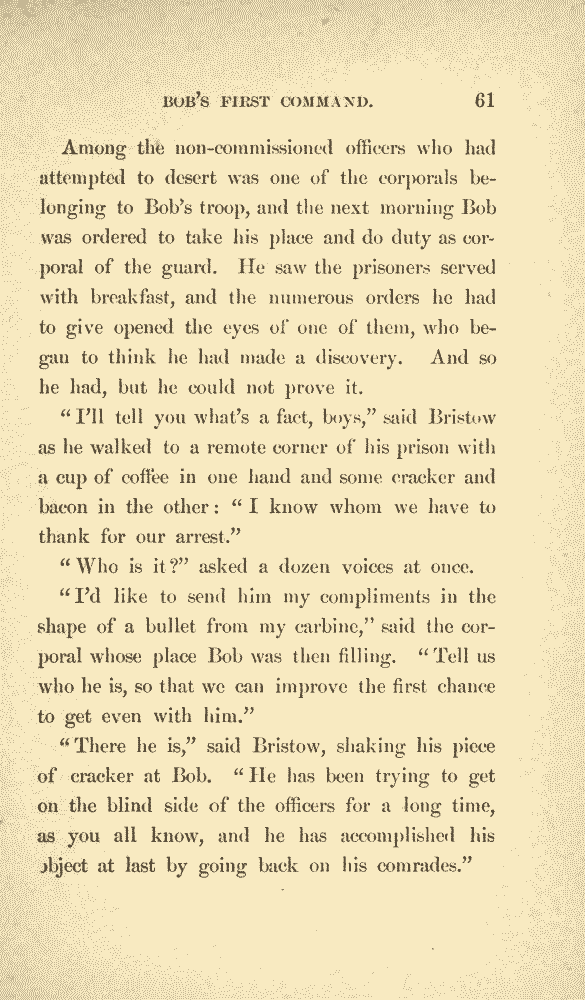 BOB'S FIRST COMMAND. 61
Among the non-commissioned officers who had
attempted to desert was one of the corporals be-
longing to Bob's troop, and the next morning Bob
was ordered to take his place and do duty as cor-
poral of the guard. He saw the prisoners served
with breakfast, and the numerous orders he had
to give opened the eyes of one of them, who be-
gan to think he had made a discovery. And so
he had, but he could not prove it.
"I'll tell you what's a fact, boys," said Bristow
as he walked to a remote corner of his prison with
a cup of coffee in one hand and some cracker and
bacon in the other: "I know whom we have to
thank for our arrest."
"Who is it?" asked a dozen voices at once.
"I'd like to send him my compliments in the
shape of a bullet from my carbine," said the cor-
poral whose place Bob was then filling. "Tell us
who he is, so that we can improve the first chance
to get even with him."
"There he is," said Bristow, shaking his piece
of cracker at Bob. "He has been trying to get
on the blind side of the officers for a long time,
as you all know, and he has accomplished his
object at last by going back on his comrades."